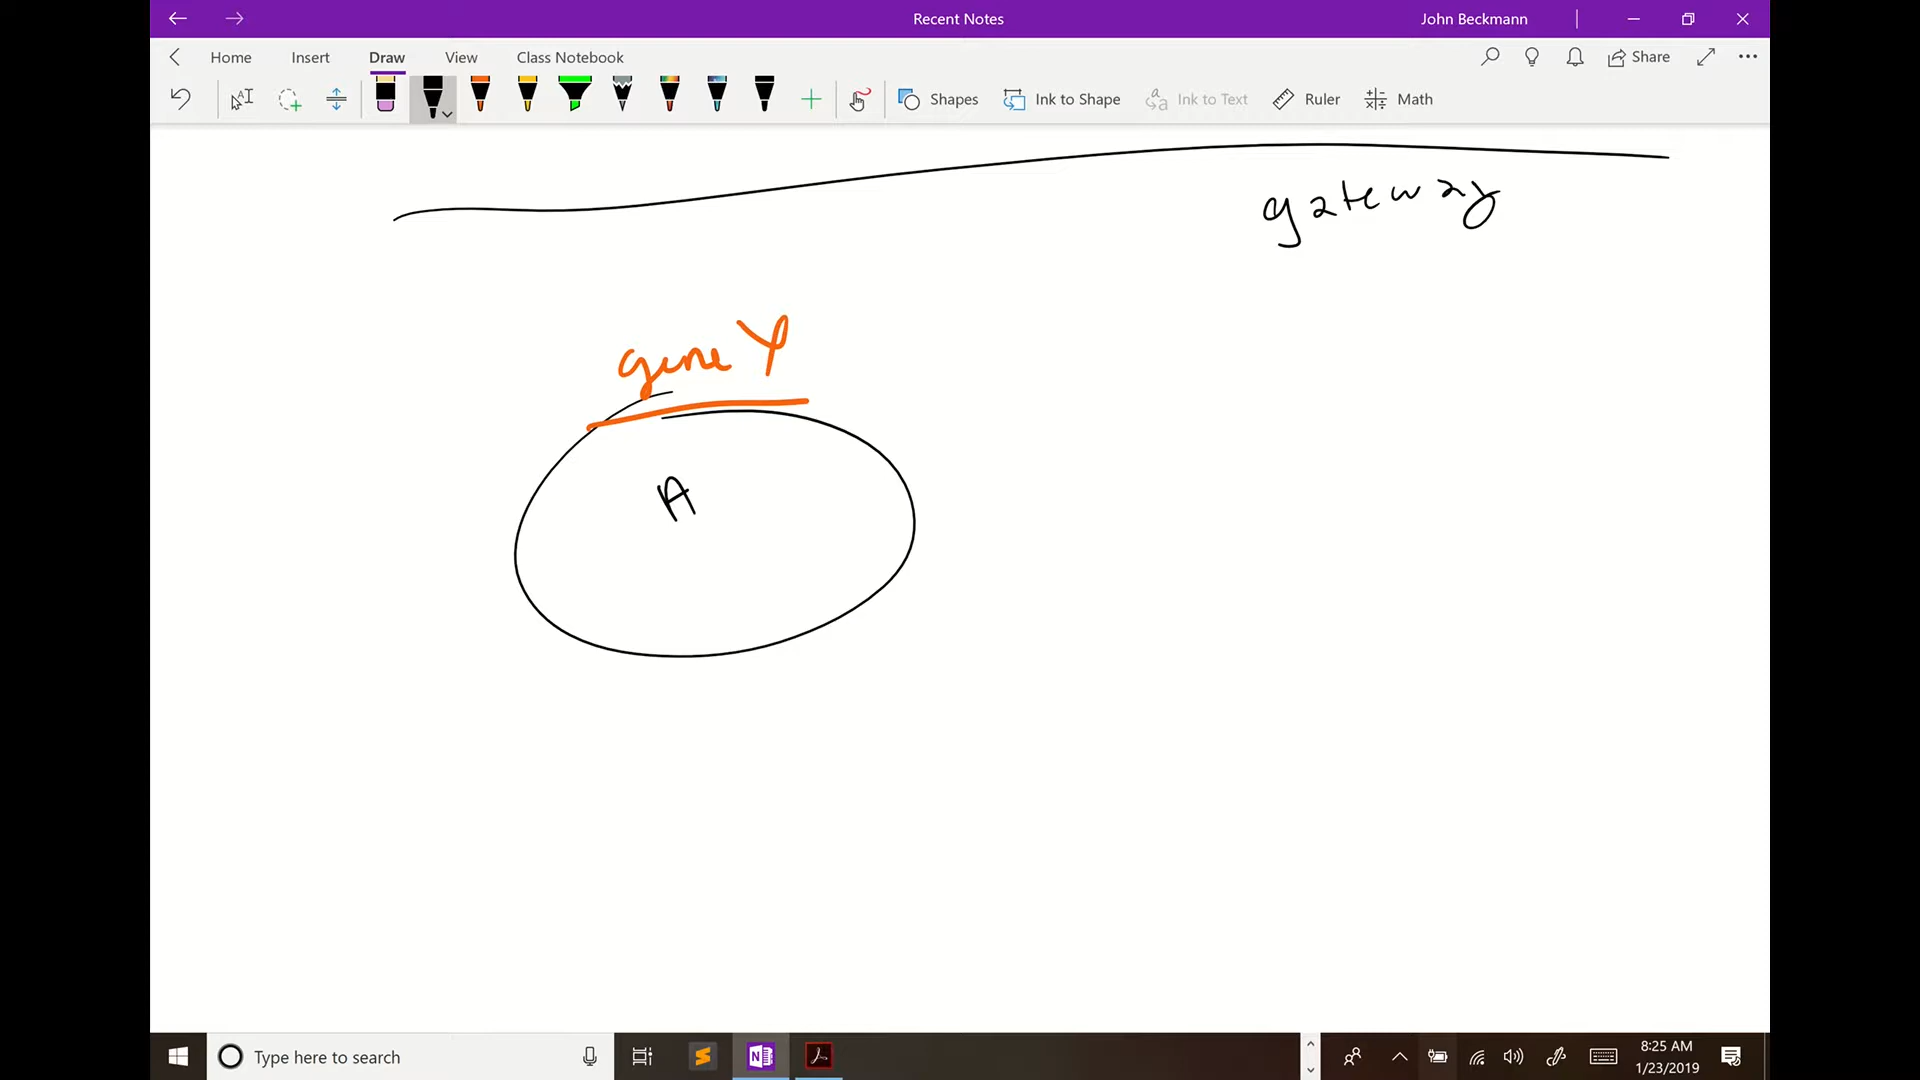 Recent Notes
John Beckmann
Home Insert Draw View Class Notebook
Share
Shapes Ink to Shape Ink to Text Ruler Math
gateway
gene Y
A
Type here to search
8:25 AM
1/23/2019